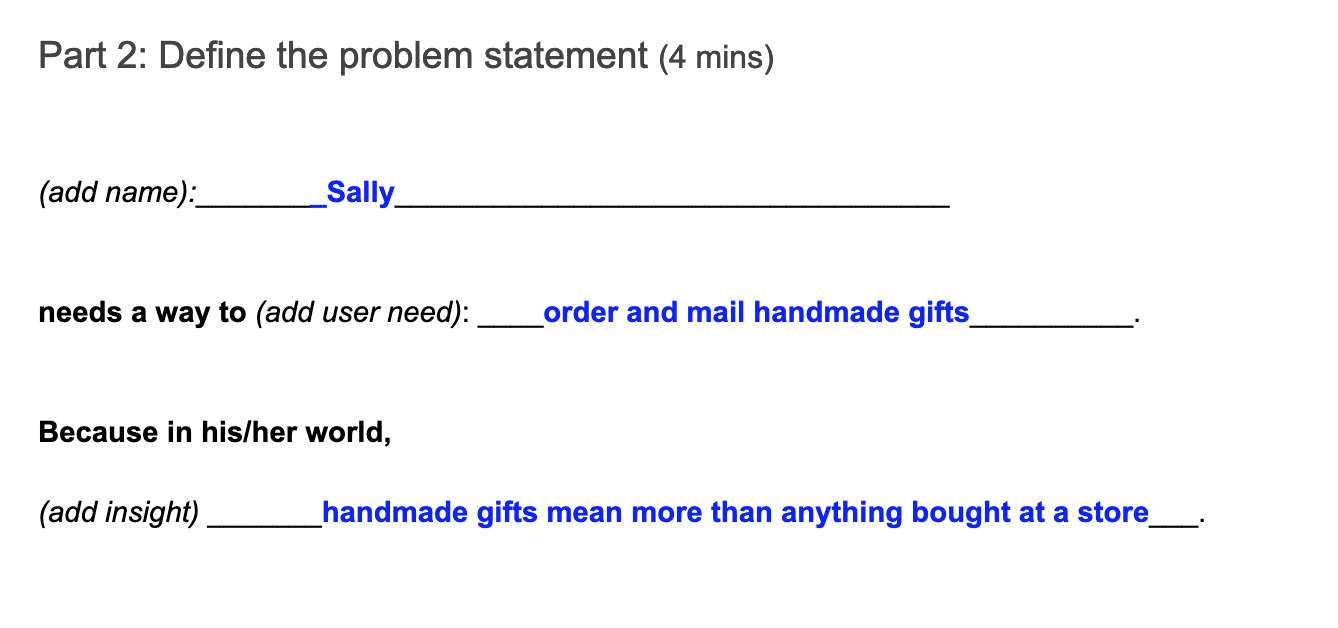 Part 2: Define the problem statement (4 mins)
(add name):________Sally___________________________________
needs a way to (add user need): ____order and mail handmade gifts__________.
Because in his/her world,
(add insight) _______handmade gifts mean more than anything bought at a store___.